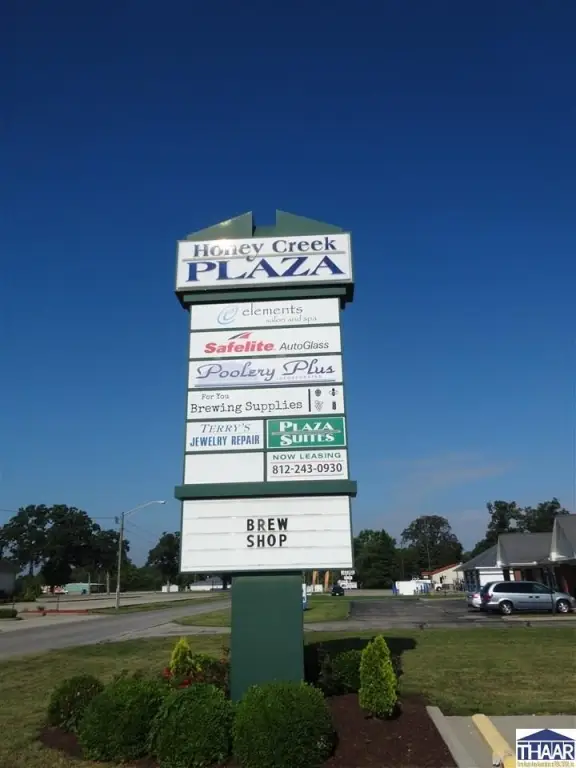 Honey Creek
PLAZA
elements
salon and spa
Safelite AutoGlass
Poolery Plus
For You
Brewing Supplies
TERRY'S
JEWELRY REPAIR
PLAZA
SUITES
NOW LEASING
812-243-0930
BREW
SHOP
THAAR